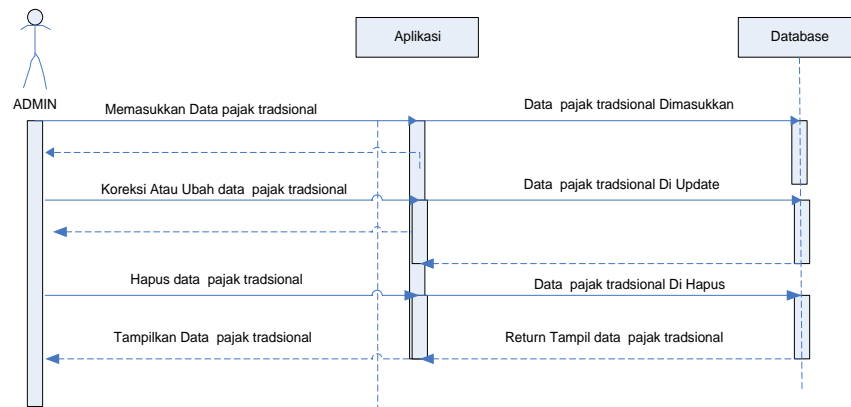 Aplikasi
Database
ADMIN
Memasukkan Data pajak tradsional
Data pajak tradsional Dimasukkan
Koreksi Atau Ubah data pajak tradsional
Data pajak tradsional Di Update
Hapus data pajak tradsional
Data pajak tradsional Di Hapus
Tampilkan Data pajak tradsional
Return Tampil data pajak tradsional